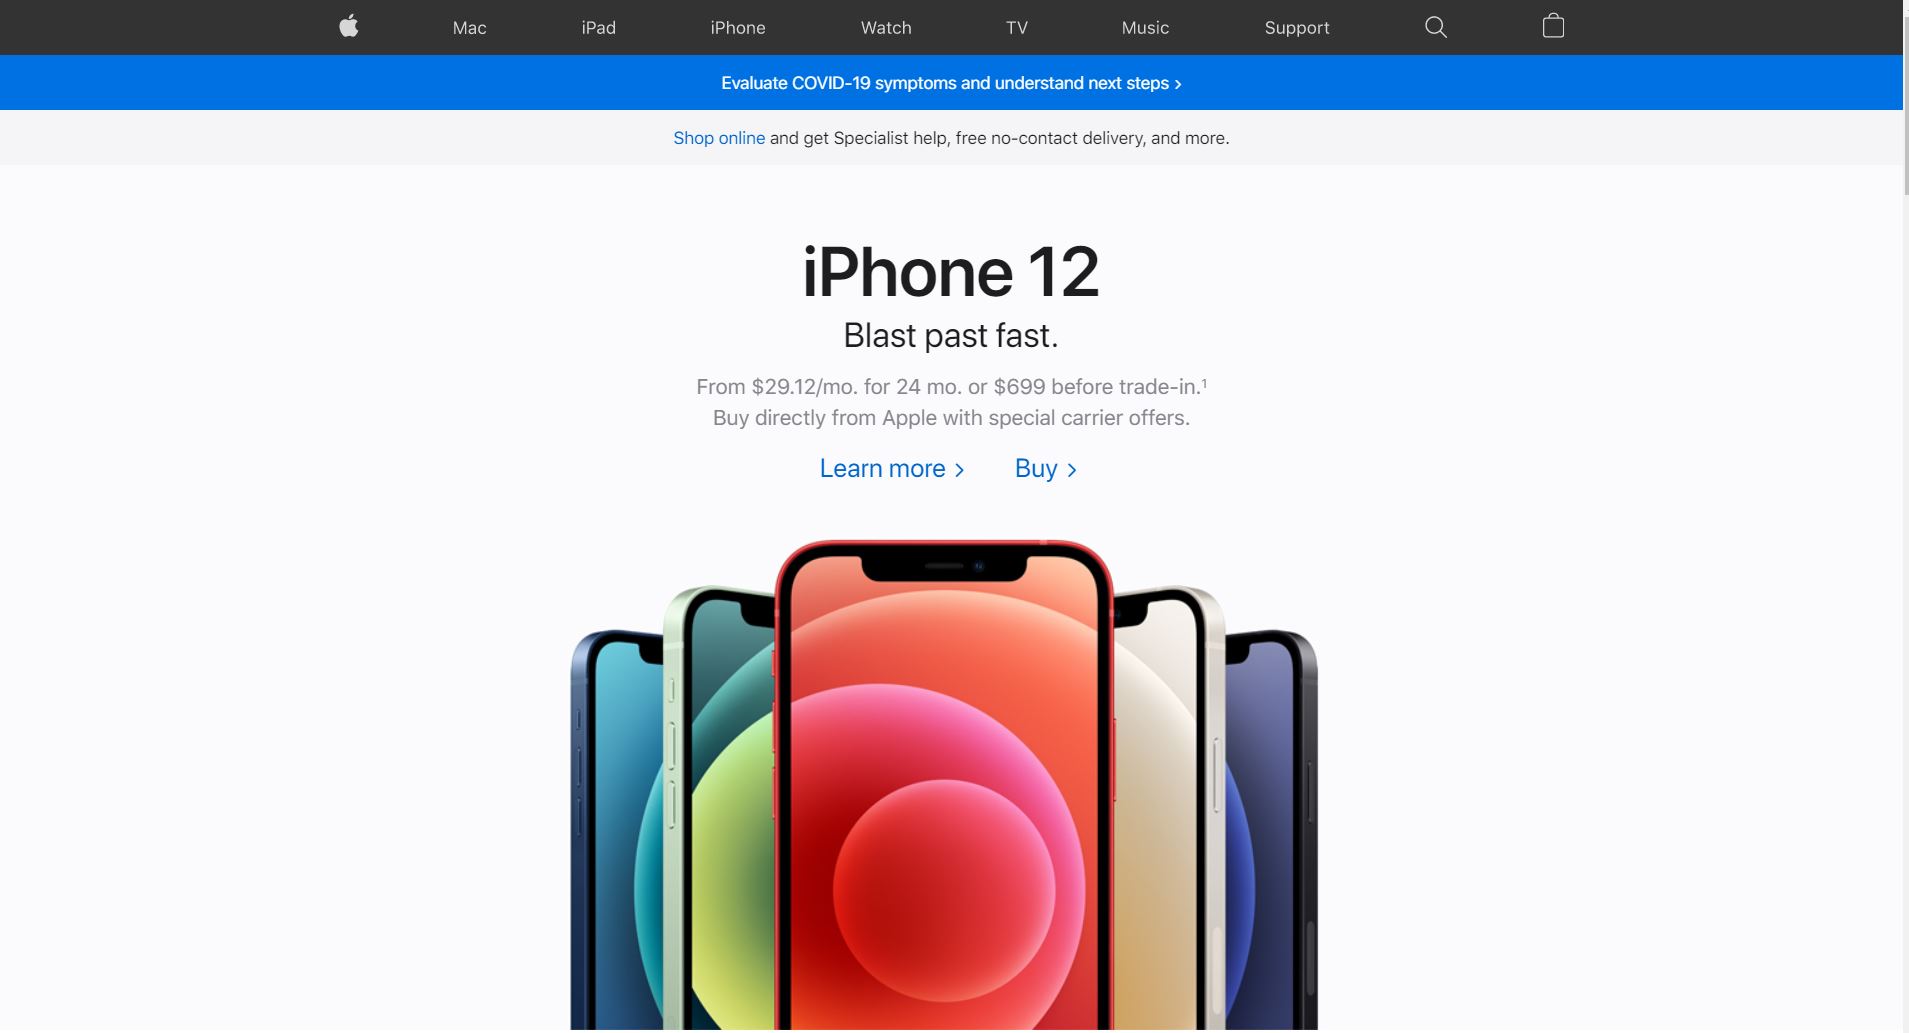 Mac iPad iPhone Watch TV Music Support
Evaluate COVID-19 symptoms and understand next steps >
Shop online and get Specialist help, free no-contact delivery, and more.
iPhone 12
Blast past fast.
From $29.12/mo. for 24 mo. or $699 before trade-in.¹
Buy directly from Apple with special carrier offers.
Learn more > Buy >